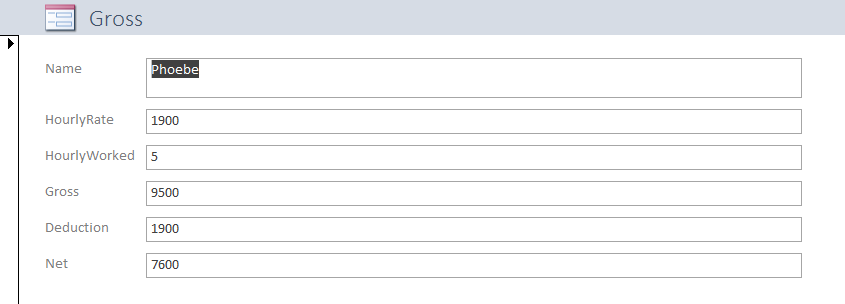 Gross
Name Phoebe
HourlyRate 1900
HourlyWorked 5
Gross 9500
Deduction 1900
Net 7600